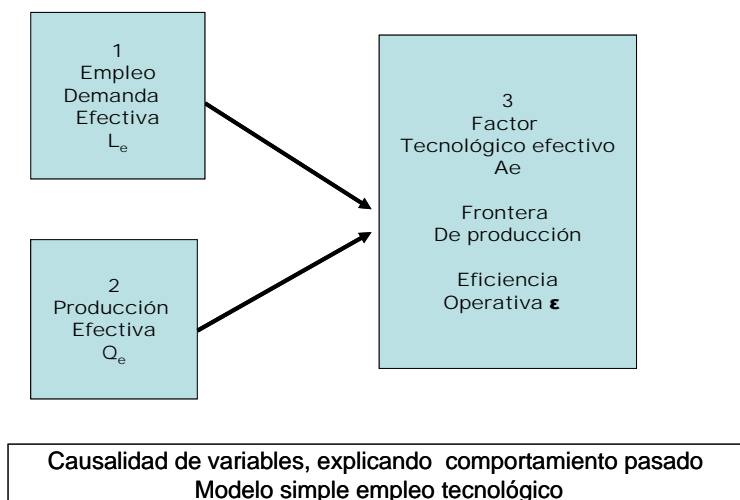 1
Empleo
Demanda
Efectiva
Lₑ
2
Producción
Efectiva
Qₑ
3
Factor
Tecnológico efectivo
Ae
Frontera
De producción
Eficiencia
Operativa ε
Causalidad de variables, explicando comportamiento pasado
Modelo simple empleo tecnológico